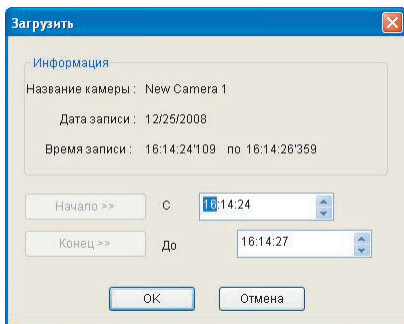 Загрузить
Информация
Название камеры : New Camera 1
Дата записи : 12/25/2008
Время записи : 16:14:24'109 по 16:14:26'359
Начало >> С 16:14:24
Конец >> До 16:14:27
OK Отмена